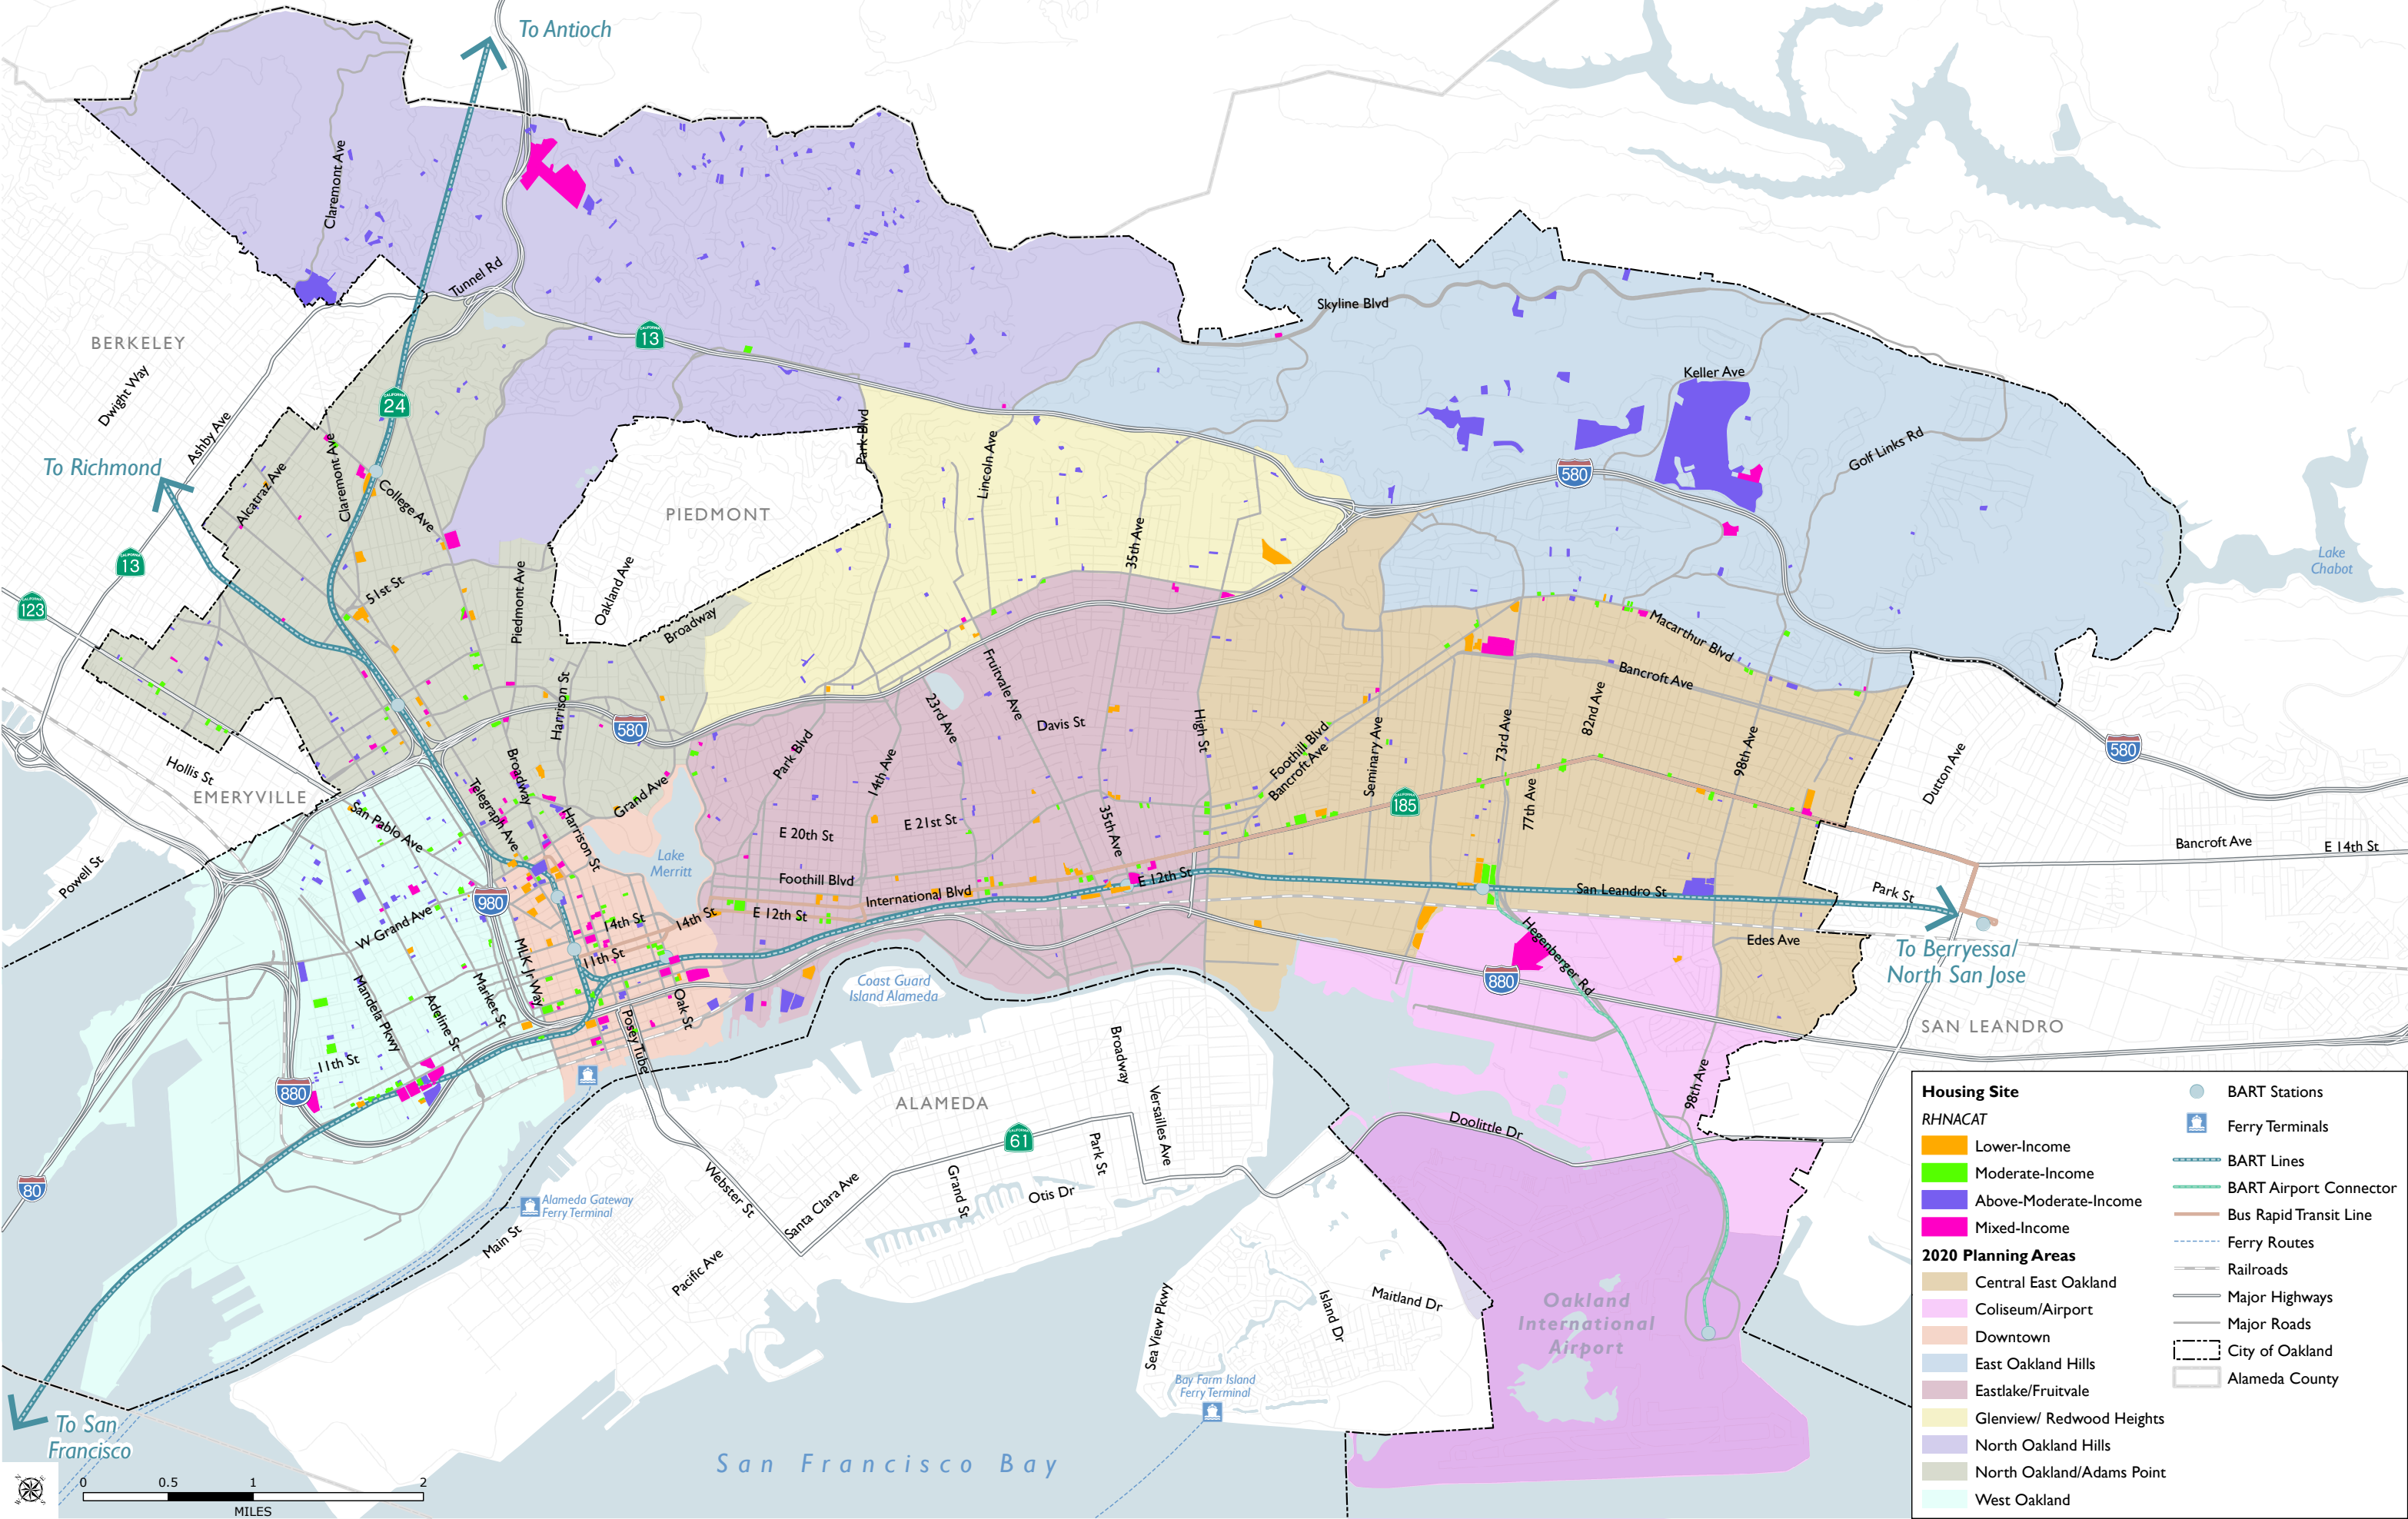 To Antioch
Claremont Ave
Tunnel Rd
BERKELEY
Dwight Way
Ashby Ave
To Richmond
24
13
Alcatraz Ave
Claremont Ave
College Ave
13
123
51st St
Piedmont Ave
PIEDMONT
Oakland Ave
Broadway
Park Blvd
Lincoln Ave
35th Ave
Skyline Blvd
Keller Ave
580
Golf Links Rd
Lake
Chabot
Macarthur Blvd
Bancroft Ave
Hollis St
EMERYVILLE
Powell St
Harrison St
580
Broadway
Telegraph Ave
Grand Ave
San Pablo Ave
Harrison St
Park Blvd
14th Ave
23rd Ave
Fruitvale Ave
Davis St
35th Ave
High St
Foothill Blvd
Bancroft Ave
Seminary Ave
73rd Ave
82nd Ave
77th Ave
98th Ave
185
Dutton Ave
580
Bancroft Ave
E 14th St
Lake
Merritt
E 20th St
E 21st St
Foothill Blvd
International Blvd
E 12th St
E 12th St
San Leandro St
Park St
980
W Grand Ave
14th St
14th St
11th St
MLK Jr Way
Market St
Adeline St
Mandela Pkwy
11th St
880
80
Oak St
Posey Tube
Coast Guard
Island Alameda
Edes Ave
Hegenberger Rd
880
To Berryessa/
North San Jose
SAN LEANDRO
98th Ave
Doolittle Dr
ALAMEDA
61
Broadway
Versailles Ave
Park St
Grand St
Otis Dr
Webster St
Santa Clara Ave
Alameda Gateway
Ferry Terminal
Main St
Pacific Ave
Sea View Pkwy
Island Dr
Maitland Dr
Oakland
International
Airport
Bay Farm Island
Ferry Terminal
San Francisco Bay
To San
Francisco
0 0.5 1 2
MILES
Housing Site
RHNACAT
Lower-Income
Moderate-Income
Above-Moderate-Income
Mixed-Income
2020 Planning Areas
Central East Oakland
Coliseum/Airport
Downtown
East Oakland Hills
Eastlake/Fruitvale
Glenview/ Redwood Heights
North Oakland Hills
North Oakland/Adams Point
West Oakland
BART Stations
Ferry Terminals
BART Lines
BART Airport Connector
Bus Rapid Transit Line
Ferry Routes
Railroads
Major Highways
Major Roads
City of Oakland
Alameda County